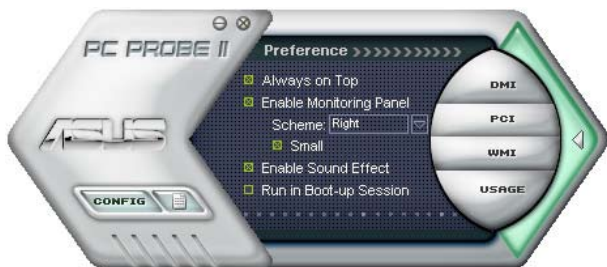 PC PROBE II
Preference
Always on Top
Enable Monitoring Panel
Scheme: Right
Small
Enable Sound Effect
Run in Boot-up Session
ASUS
CONFIG
DMI
PCI
WMI
USAGE